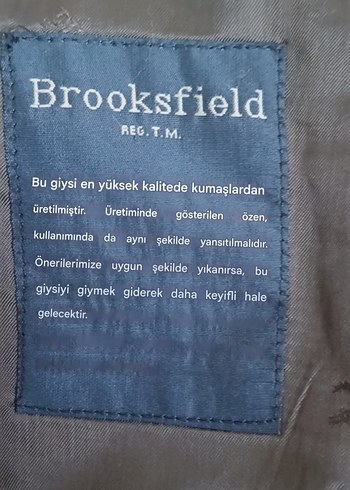 Brooksfield
REG. T.M.
Bu giysi en yüksek kalitede kumaşlardan
üretilmiştir. Üretiminde gösterilen özen,
kullanımında da aynı şekilde yansıtılmalıdır.
Önerilerimize uygun şekilde yıkanırsa, bu
giysiyi giymek giderek daha keyifli hale
gelecektir.